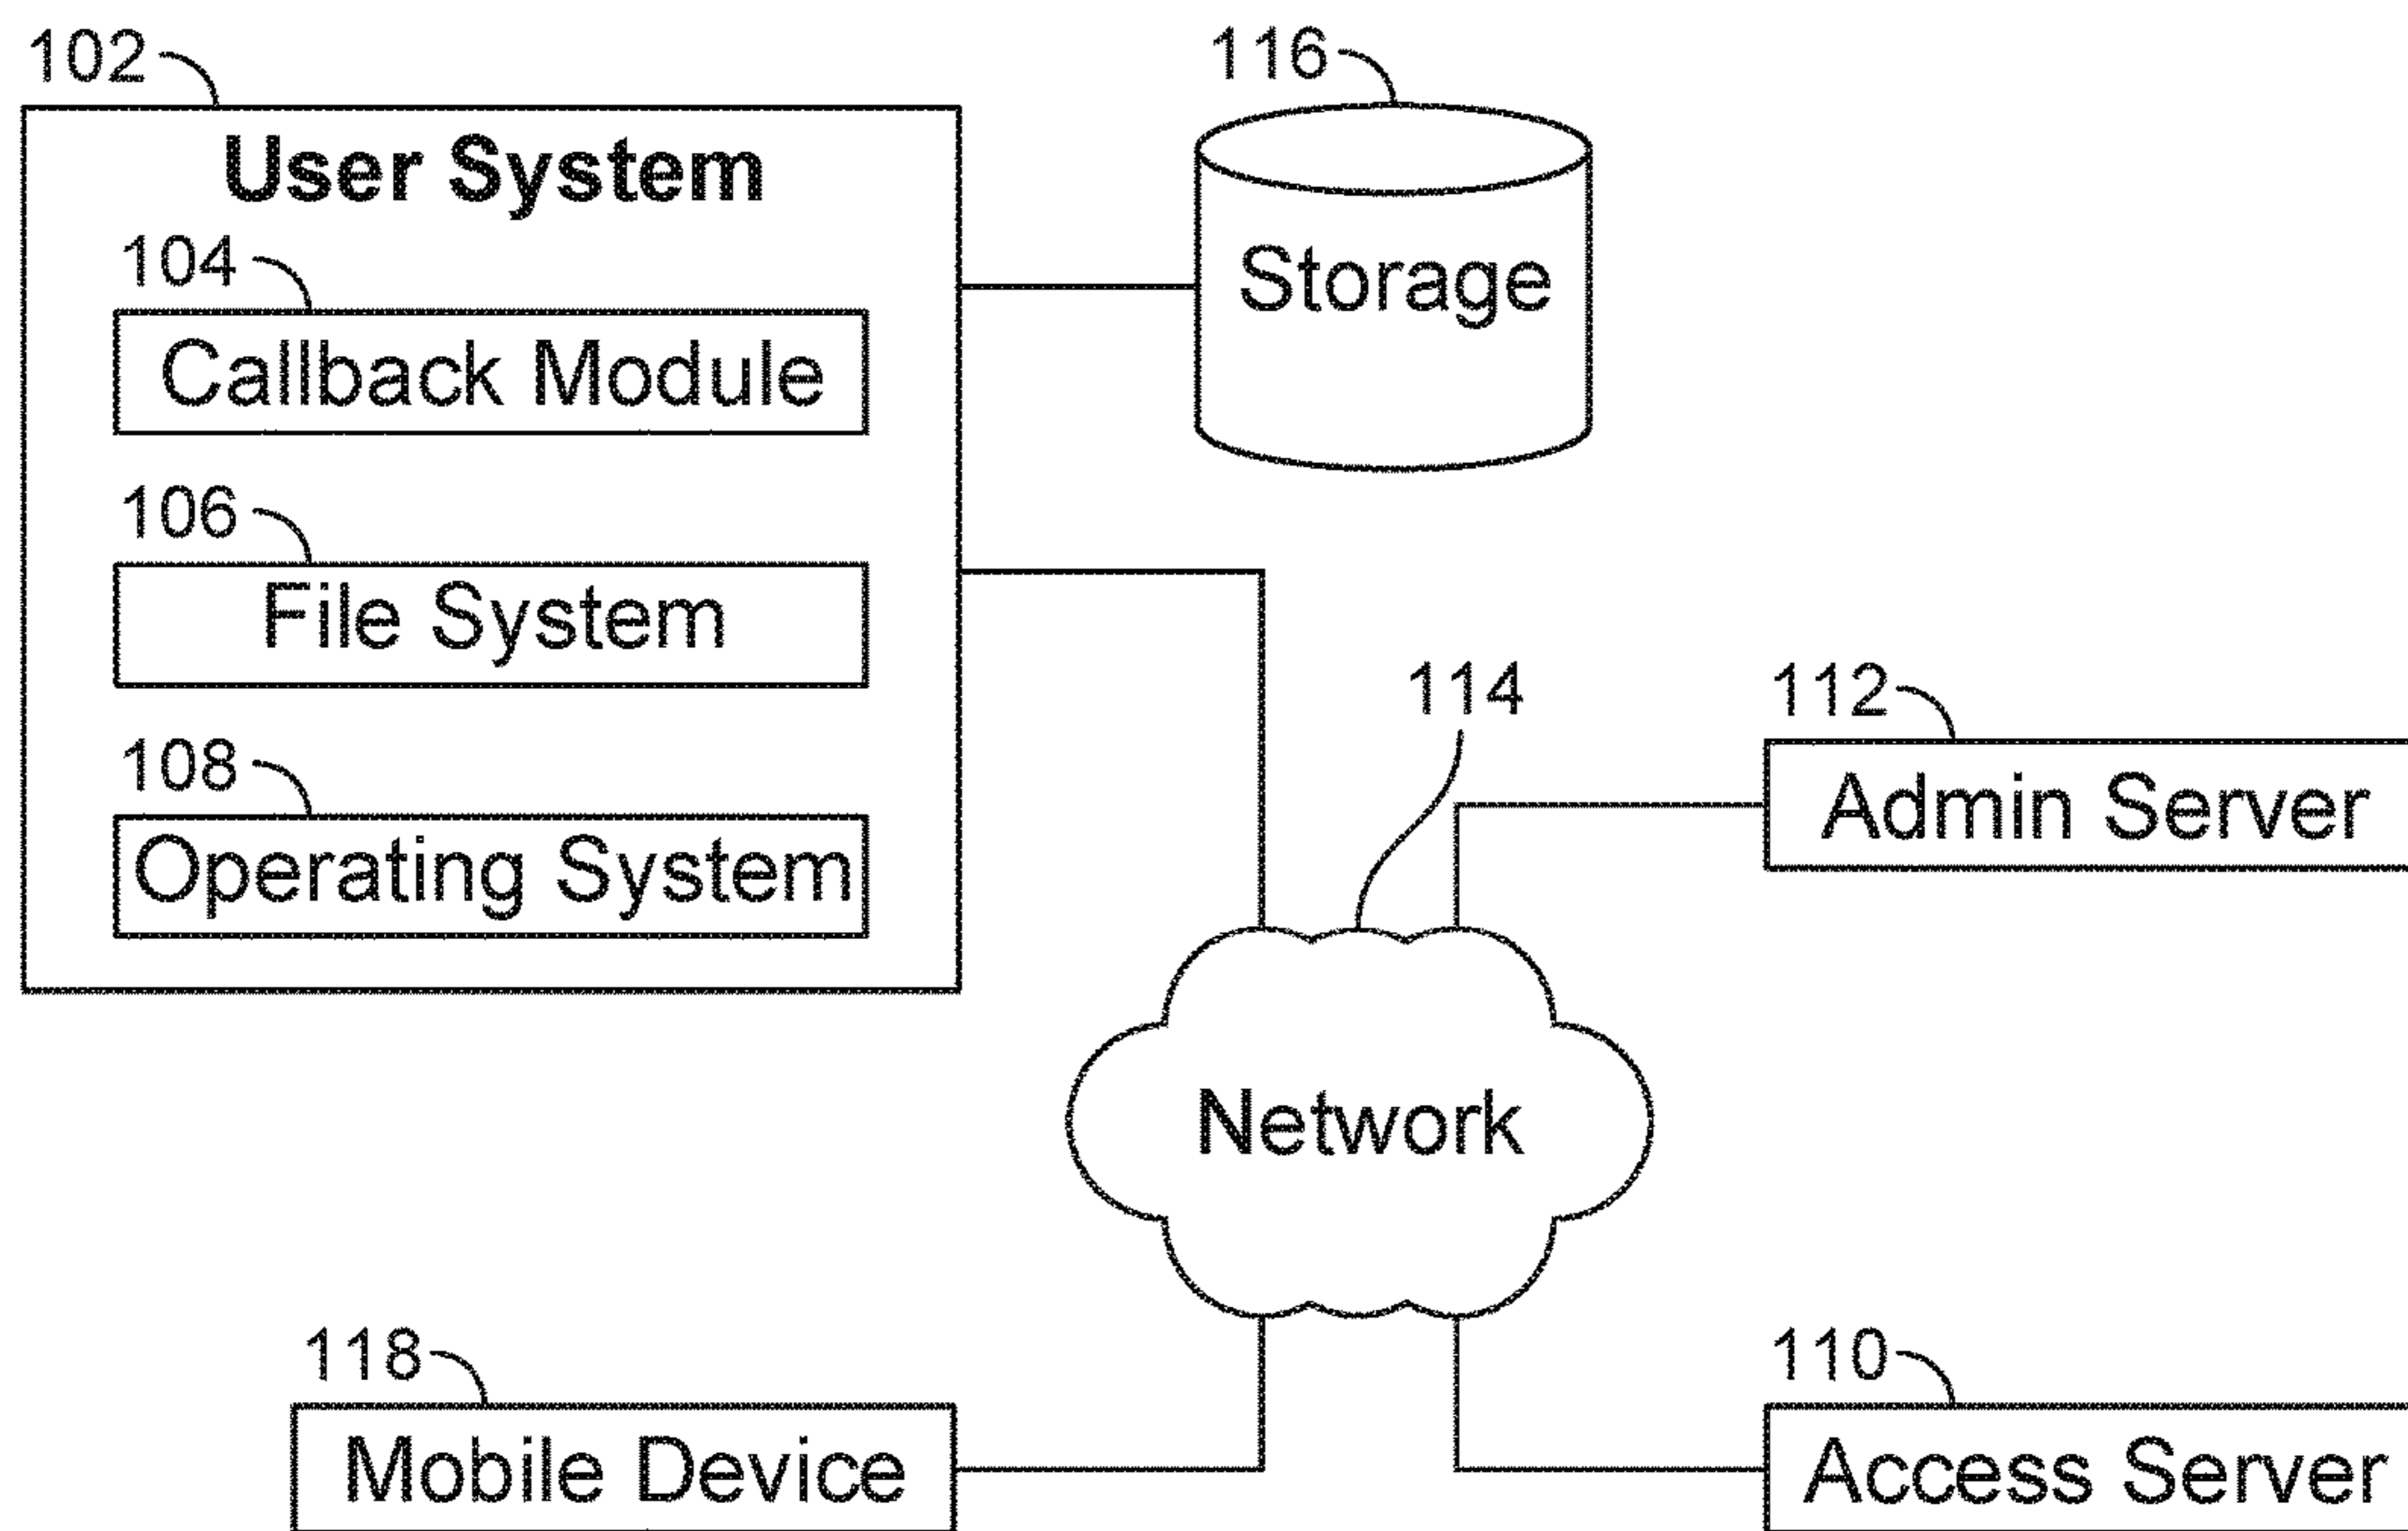 102
116
User System
104
Callback Module
Storage
106
File System
114
112
108
Operating System
Admin Server
Network
118
Mobile Device
110
Access Server